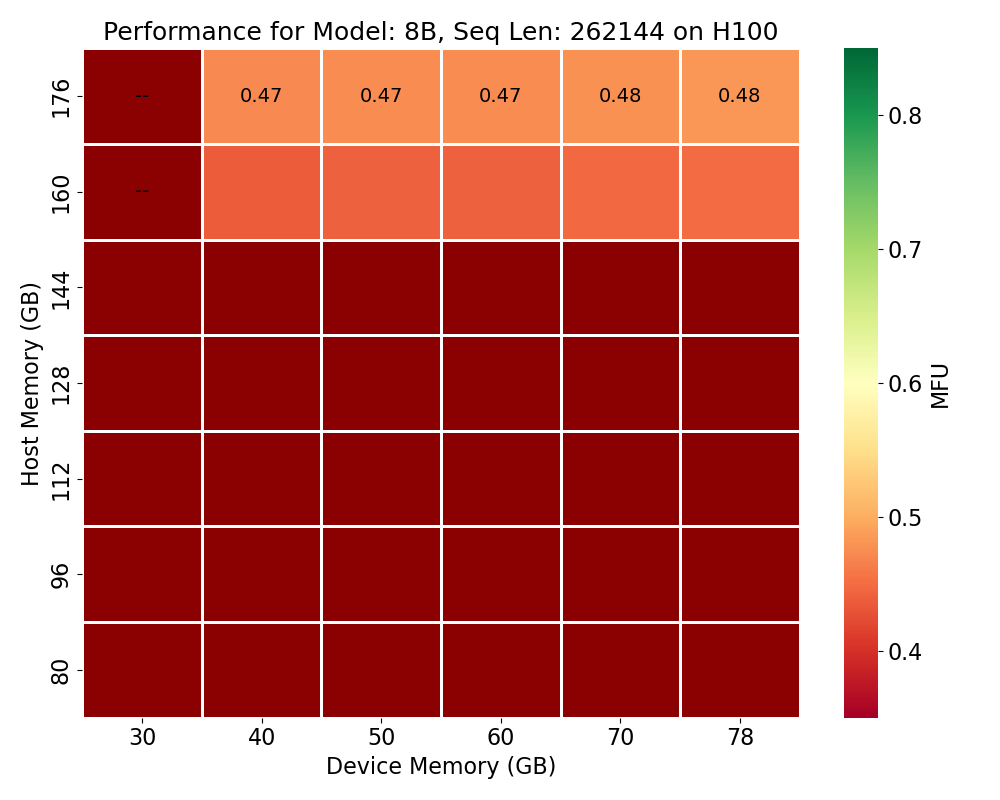 Performance for Model: 8B, Seq Len: 262144 on H100
176
160
144
128
112
96
80
Host Memory (GB)
-- 0.47 0.47 0.47 0.48 0.48
--
30 40 50 60 70 78
Device Memory (GB)
0.8
0.7
0.6
0.5
0.4
MFU